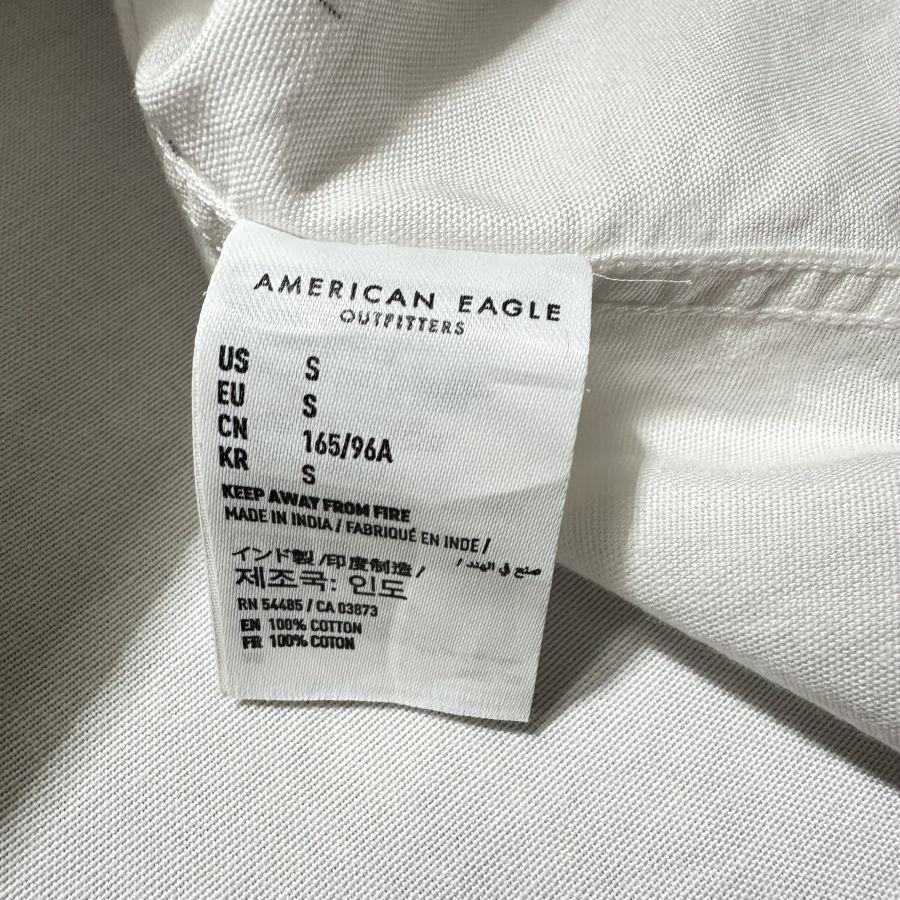 AMERICAN EAGLE
OUTFITTERS
US S
EU S
CN 165/96A
KR S
KEEP AWAY FROM FIRE
MADE IN INDIA / FABRIQUÉ EN INDE /
インド製 /印度制造 / صنع في الهند /
제조국: 인도
RN 54485 / CA 03873
EN 100% COTTON
FR 100% COTON